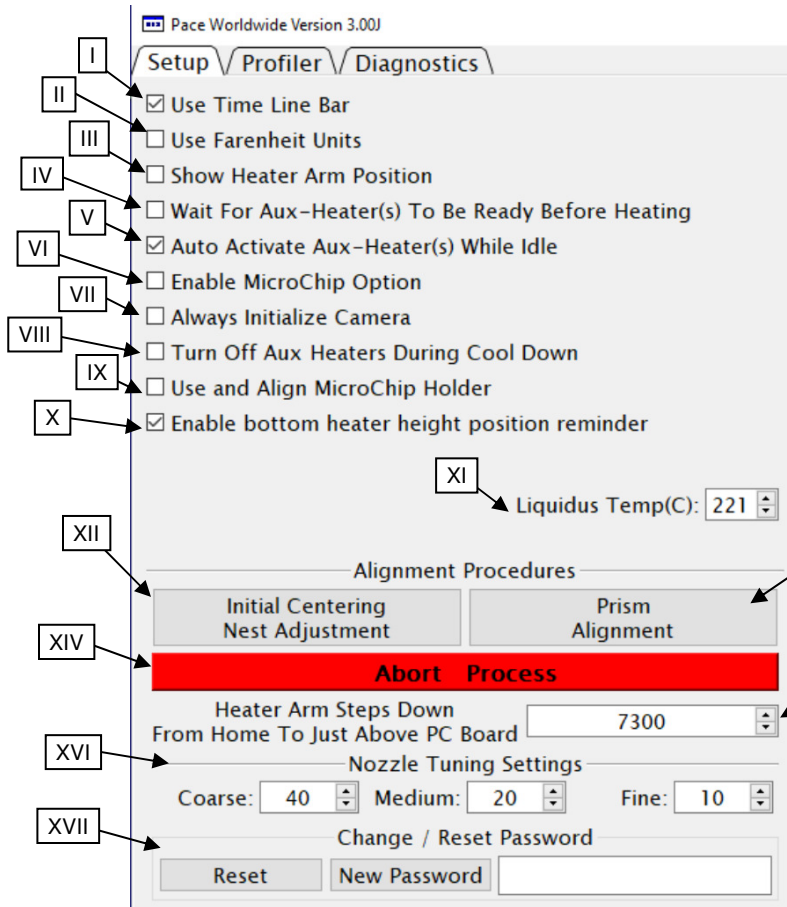 Pace Worldwide Version 3.00J
Setup Profiler Diagnostics
I
Use Time Line Bar
II
Use Farenheit Units
III
Show Heater Arm Position
IV
Wait For Aux-Heater(s) To Be Ready Before Heating
V
Auto Activate Aux-Heater(s) While Idle
VI
Enable MicroChip Option
VII
Always Initialize Camera
VIII
Turn Off Aux Heaters During Cool Down
IX
Use and Align MicroChip Holder
X
Enable bottom heater height position reminder
XI
Liquidus Temp(C): 221
XII
Alignment Procedures
Initial Centering
Nest Adjustment
Prism
Alignment
XIV
Abort Process
Heater Arm Steps Down
From Home To Just Above PC Board
7300
XVI
Nozzle Tuning Settings
Coarse: 40 Medium: 20 Fine: 10
XVII
Change / Reset Password
Reset New Password